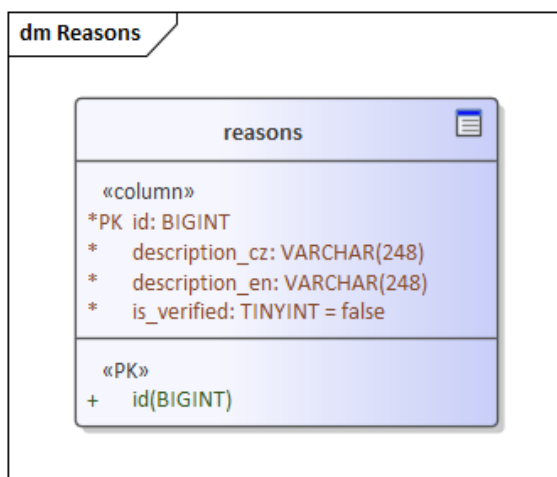 dm Reasons
reasons
«column»
*PK id: BIGINT
* description_cz: VARCHAR(248)
* description_en: VARCHAR(248)
* is_verified: TINYINT = false
«PK»
+ id(BIGINT)